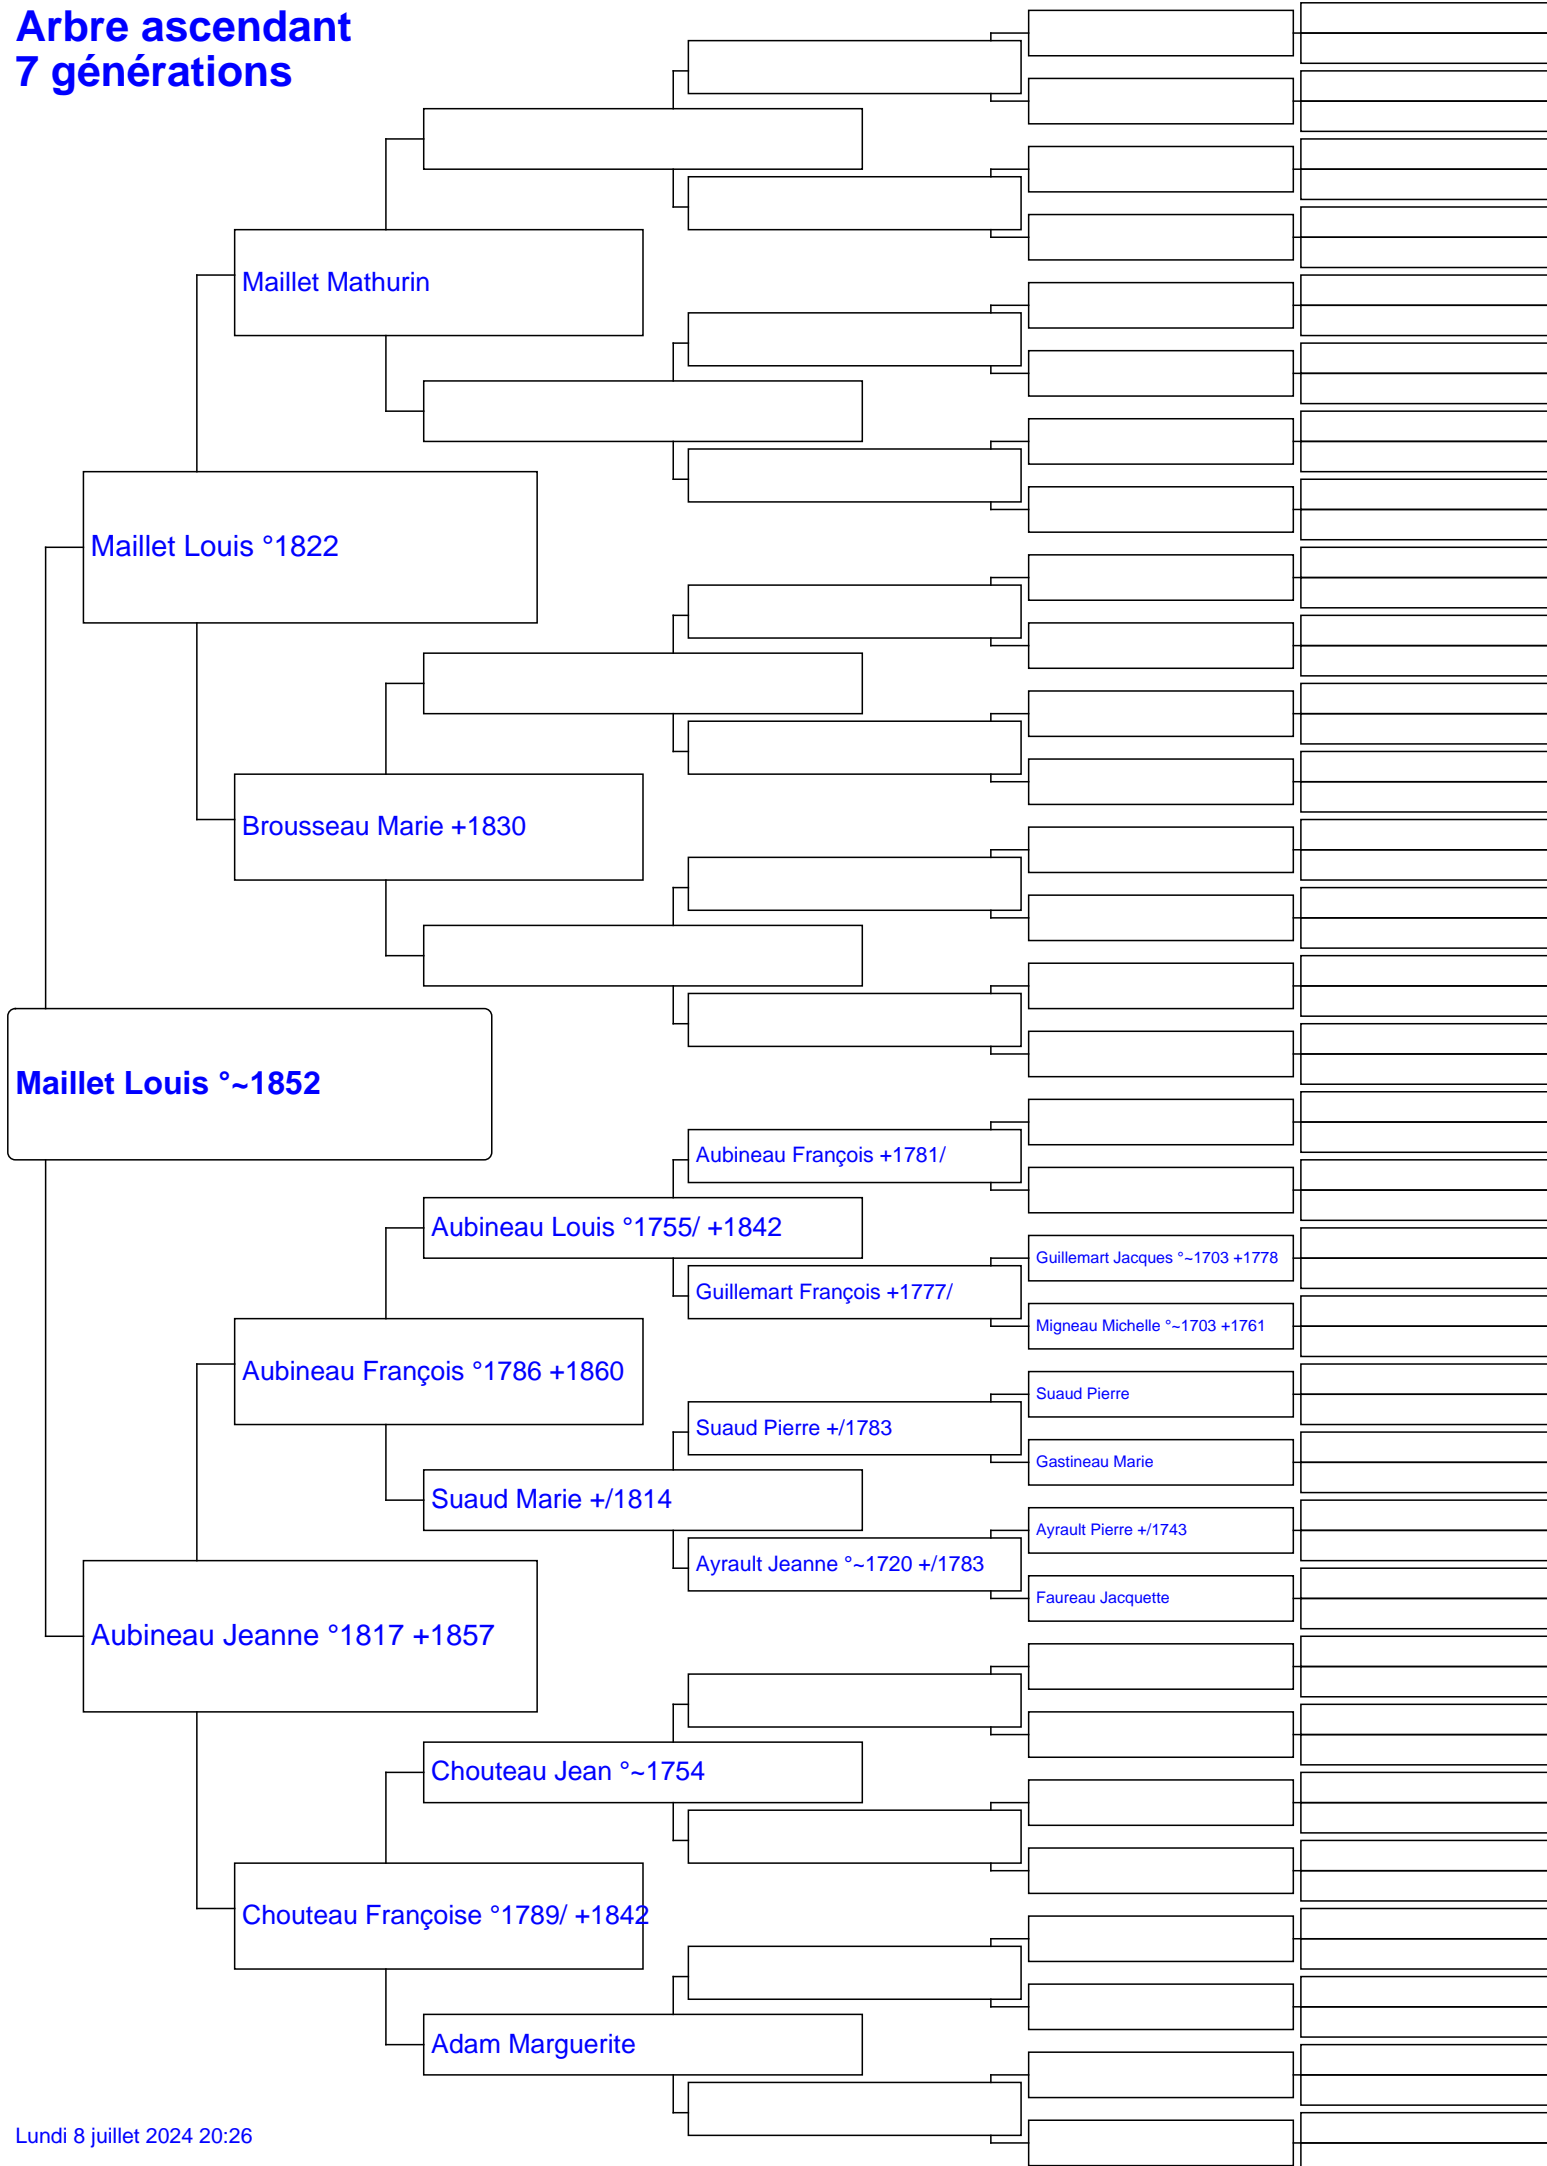 Arbre ascendant
7 générations
Maillet Mathurin
Maillet Louis °1822
Brousseau Marie +1830
Maillet Louis °~1852
Aubineau François +1781/
Aubineau Louis °1755/ +1842
Guillemart Jacques °~1703 +1778
Guillemart François +1777/
Migneau Michelle °~1703 +1761
Aubineau François °1786 +1860
Suaud Pierre
Suaud Pierre +/1783
Gastineau Marie
Suaud Marie +/1814
Ayrault Pierre +/1743
Ayrault Jeanne °~1720 +/1783
Faureau Jacquette
Aubineau Jeanne °1817 +1857
Chouteau Jean °~1754
Chouteau Françoise °1789/ +1842
Adam Marguerite
Lundi 8 juillet 2024 20:26